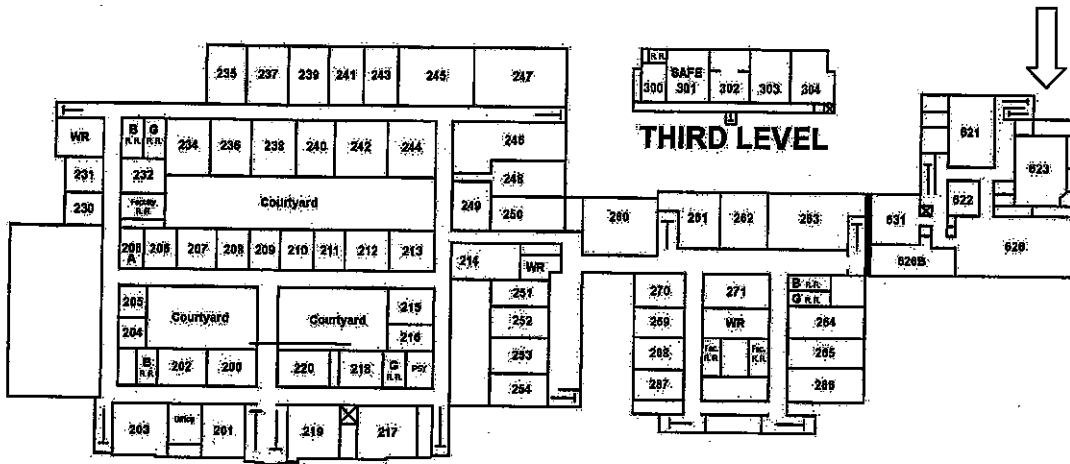 235 237 239 241 243 245 247
R.R.
SAFE
300 301 302 303 304
THIRD LEVEL
WR
B G
R.R. R.R.
234 236 238 240 242 244
246
621
623
231 232
248
622
230
Faculty
R.R.
Courtyard
249 250
260 261 262 263
631
626
206
A
206 207 208 209 210 211 212 213
214
WR
626B
205
204
Courtyard Courtyard
215
216
251
252
253
254
270 271
B R.R.
G R.R.
269 WR 264
268
Fac.
R.R.
Fac.
R.R.
265
267 266
B
R.R.
202 200 220 218
G
R.R.
203 201 219 217